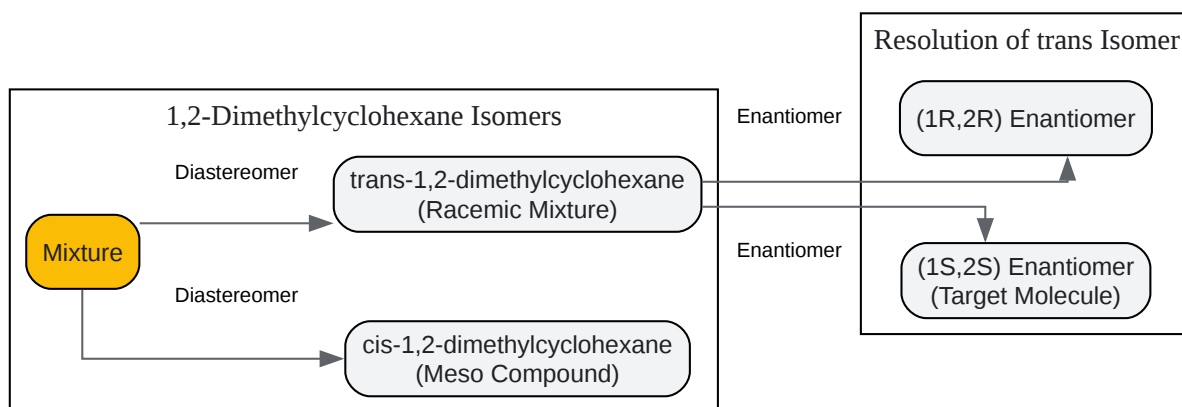 Resolution of trans Isomer
1,2-Dimethylcyclohexane Isomers
Enantiomer
(1R,2R) Enantiomer
Diastereomer
trans-1,2-dimethylcyclohexane
(Racemic Mixture)
Mixture
Enantiomer
(1S,2S) Enantiomer
(Target Molecule)
Diastereomer
cis-1,2-dimethylcyclohexane
(Meso Compound)